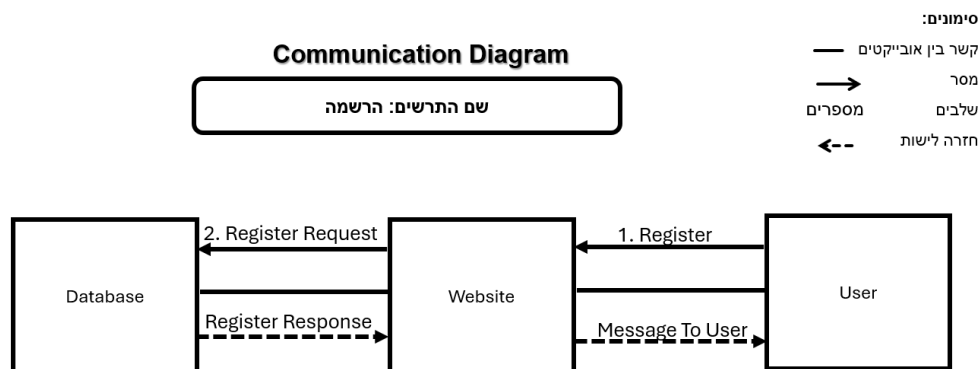 סימונים:
קשר בין אובייקטים
מסר
שלבים מספרים
חזרה לישות
Communication Diagram
שם התרשים: הרשמה
2. Register Request
1. Register
Database
Website
User
Register Response
Message To User